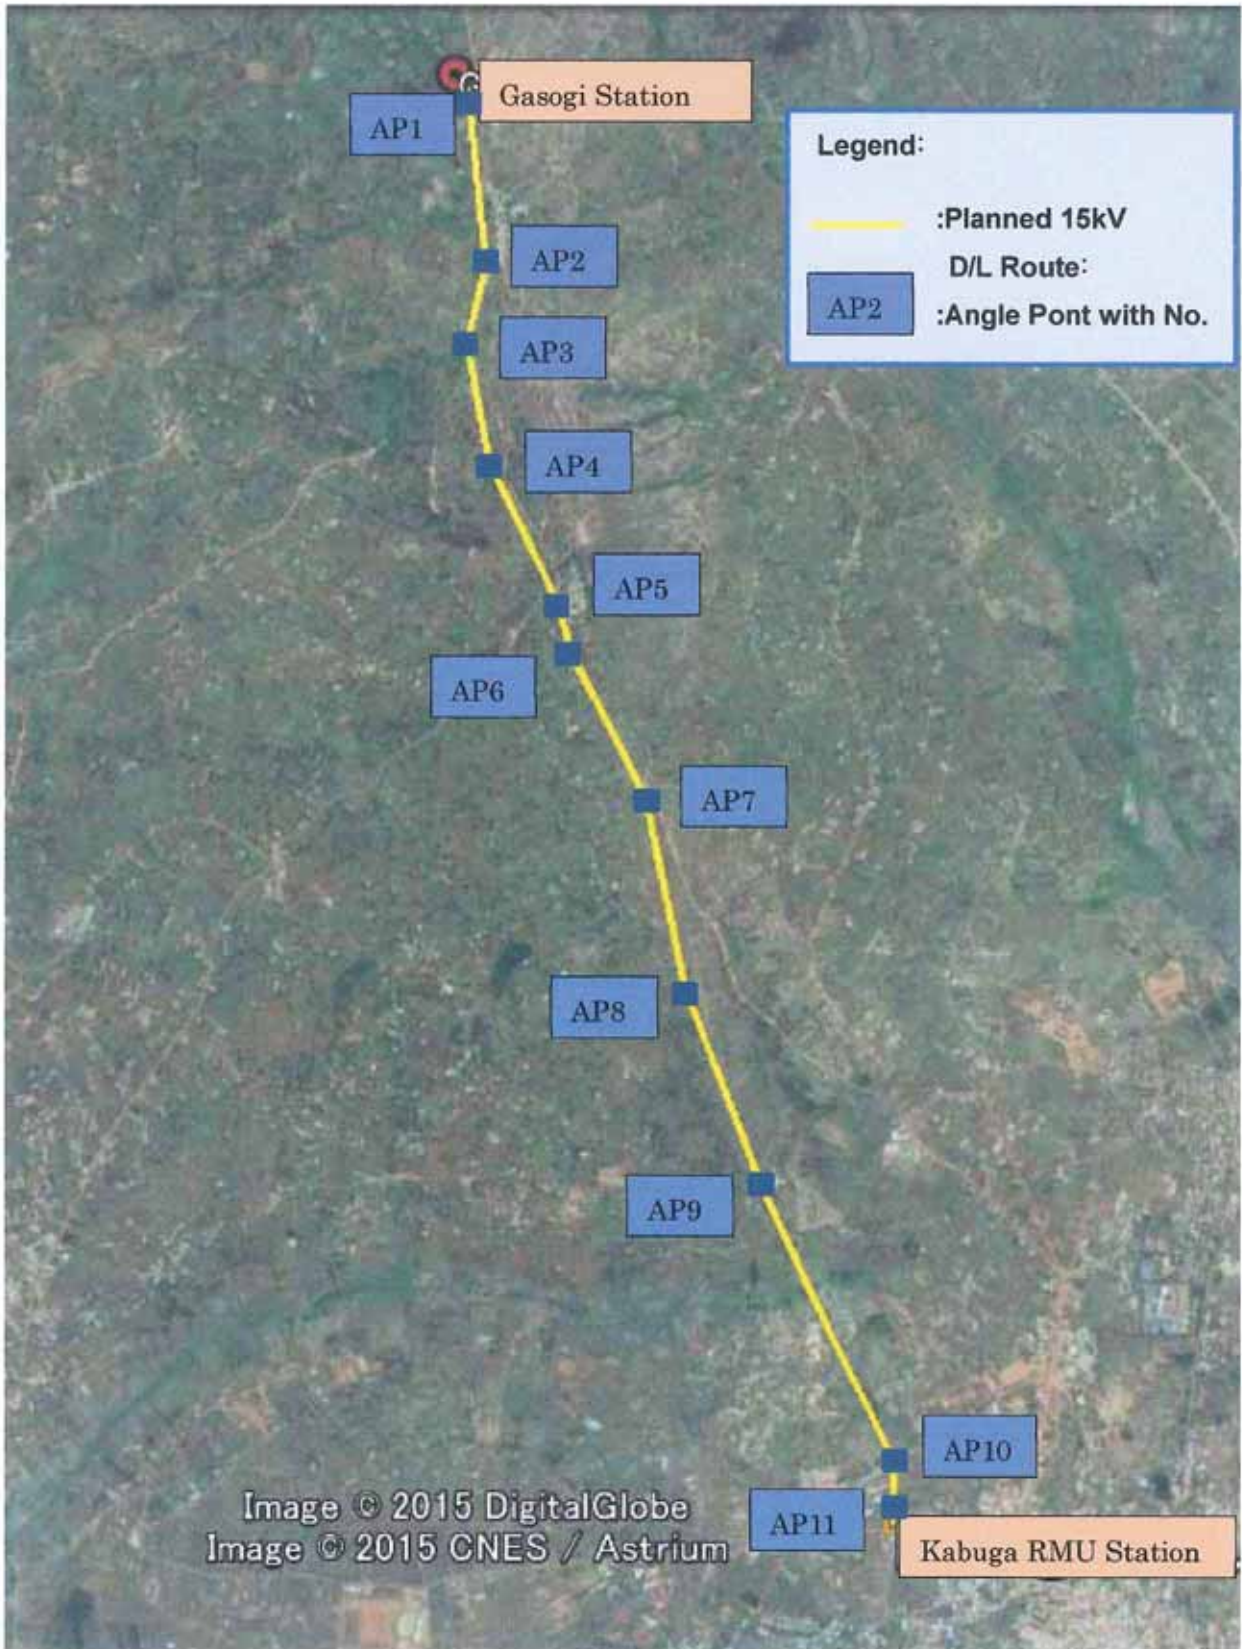 Gasogi Station
AP1
Legend:
:Planned 15kV
D/L Route:
AP2
:Angle Pont with No.
AP2
AP3
AP4
AP5
AP6
AP7
AP8
AP9
AP10
AP11
Kabuga RMU Station
Image © 2015 DigitalGlobe
Image © 2015 CNES / Astrium